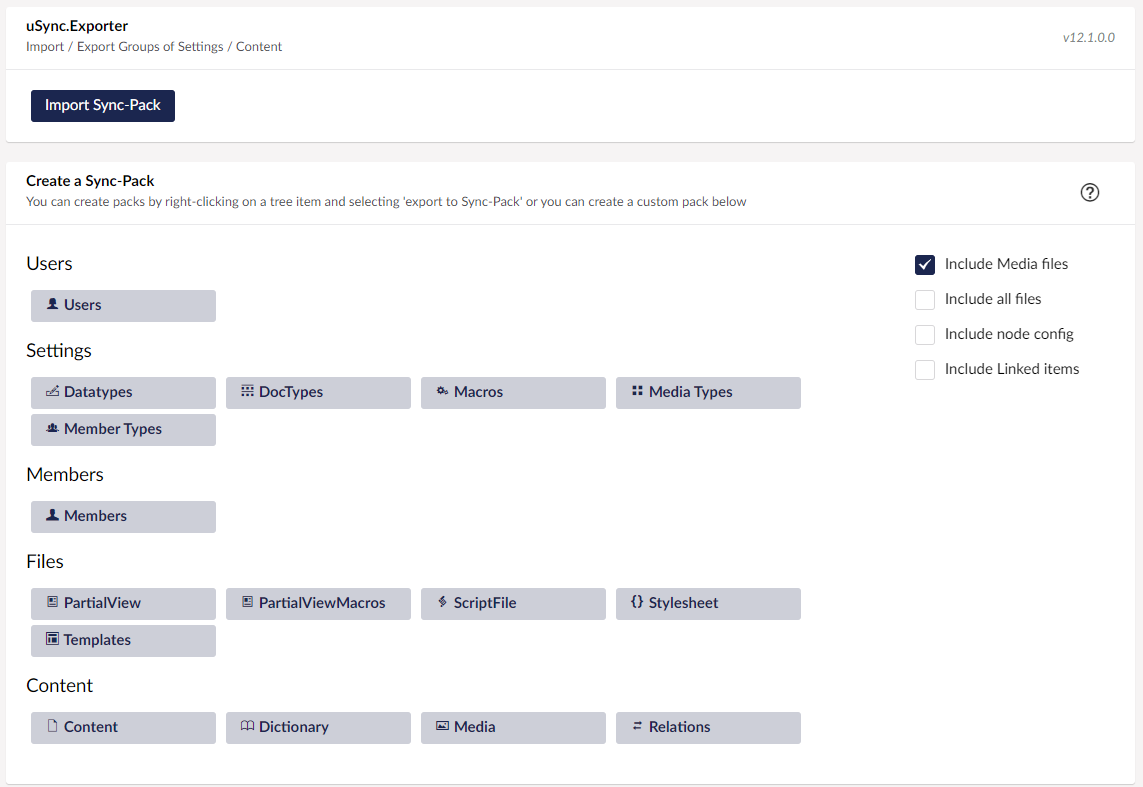 uSync.Exporter
Import / Export Groups of Settings / Content
v12.1.0.0
Import Sync-Pack
Create a Sync-Pack
You can create packs by right-clicking on a tree item and selecting 'export to Sync-Pack' or you can create a custom pack below
Users
Users
Settings
Datatypes
DocTypes
Macros
Media Types
Member Types
Members
Members
Files
PartialView
PartialViewMacros
ScriptFile
Stylesheet
Templates
Content
Content
Dictionary
Media
Relations
Include Media files
Include all files
Include node config
Include Linked items